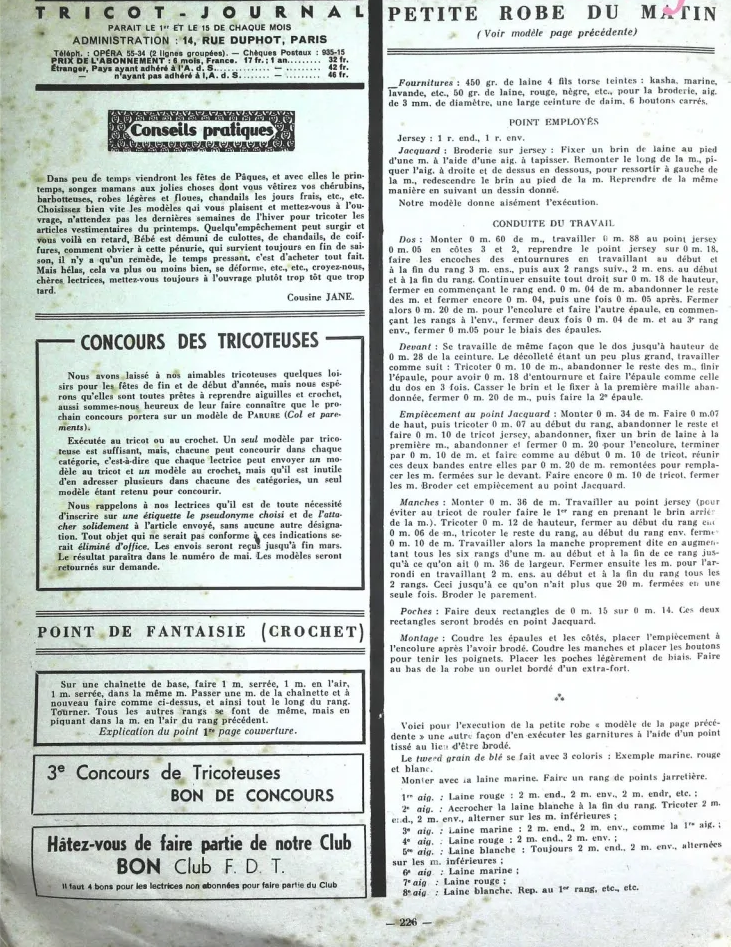 TRICOT-JOURNAL
PARAIT LE 1er ET LE 15 DE CHAQUE MOIS
ADMINISTRATION : 14, RUE DUPHOT, PARIS
Téléph. : OPÉRA 55-34 (2 lignes groupées). — Chèques Postaux : 935-15
PRIX DE L'ABONNEMENT : 6 mois, France. 17 fr.; 1 an......... 32 fr.
Étranger, Pays ayant adhéré à l'A. d. S............... — ......... 42 fr.
— n'ayant pas adhéré à l,A. d. S....... — ......... 46 fr.
Conseils pratiques
Dans peu de temps viendront les fêtes de Pâques, et avec elles le prin-
temps, songez mamans aux jolies choses dont vous vêtirez vos chérubins,
barbotteuses, robes légères et floues, chandails les jours frais, etc., etc.
Choisissez bien vite les modèles qui vous plaisent et mettez-vous à l'ou-
vrage, n'attendez pas les dernières semaines de l'hiver pour tricoter les
articles vestimentaires du printemps. Quelqu'empêchement peut surgir et
vous voilà en retard, Bébé est démuni de culottes, de chandails, de coif-
fures, comment obvier à cette pénurie, qui survient toujours en fin de sai-
son, il n'y a qu'un remède, le temps pressant, c'est d'acheter tout fait.
Mais hélas, cela va plus ou moins bien, se déforme, etc., etc., croyez-nous,
chères lectrices, mettez-vous toujours à l'ouvrage plutôt trop tôt que trop
tard.
Cousine JANE.
CONCOURS DES TRICOTEUSES
Nous avons laissé à nos aimables tricoteuses quelques loi-
sirs pour les fêtes de fin et de début d'année, mais nous espé-
rons qu'elles sont toutes prêtes à reprendre aiguilles et crochet,
aussi sommes-nous heureux de leur faire connaître que le pro-
chain concours portera sur un modèle de PARURE (Col et pare-
ments).
Exécutée au tricot ou au crochet. Un seul modèle par trico-
teuse est suffisant, mais, chacune peut concourir dans chaque
catégorie, c'est-à-dire que chaque lectrice peut envoyer un mo-
dèle au tricot et un modèle au crochet, mais qu'il est inutile
d'en adresser plusieurs dans chacune des catégories, un seul
modèle étant retenu pour concourir.
Nous rappelons à nos lectrices qu'il est de toute nécessité
d'inscrire sur une étiquette le pseudonyme choisi et de l'atta-
cher solidement à l'article envoyé, sans aucune autre désigna-
tion. Tout objet qui ne serait pas conforme à ces indications se-
rait éliminé d'office. Les envois seront reçus jusqu'à fin mars.
Le résultat paraîtra dans le numéro de mai. Les modèles seront
retournés sur demande.
POINT DE FANTAISIE (CROCHET)
Sur une chaînette de base, faire 1 m. serrée, 1 m. en l'air,
1 m. serrée, dans la même m. Passer une m. de la chaînette et à
nouveau faire comme ci-dessus, et ainsi tout le long du rang.
Tourner. Tous les autres rangs se font de même, mais en
piquant dans la m. en l'air du rang précédent.
Explication du point 1re page couverture.
3e Concours de Tricoteuses
BON DE CONCOURS
Hâtez-vous de faire partie de notre Club
BON Club F. D. T.
Il faut 4 bons pour les lectrices non abonnées pour faire partie du Club
PETITE ROBE DU MATIN
(Voir modèle page précédente)
Fournitures : 450 gr. de laine 4 fils torse teintes : kasha, marine,
lavande, etc., 50 gr. de laine, rouge, nègre, etc., pour la broderie, aig.
de 3 mm. de diamètre, une large ceinture de daim, 6 boutons carrés.
POINT EMPLOYÉS
Jersey : 1 r. end., 1 r. env.
Jacquard : Broderie sur jersey : Fixer un brin de laine au pied
d'une m. à l'aide d'une aig. à tapisser. Remonter le long de la m., pi-
quer l'aig. à droite et de dessus en dessous, pour ressortir à gauche de
la m., redescendre le brin au pied de la m. Reprendre de la même
manière en suivant un dessin donné.
Notre modèle donne aisément l'exécution.
CONDUITE DU TRAVAIL
Dos : Monter 0 m. 60 de m., travailler 0 m. 88 au point jersey
0 m. 05 en côtes 3 et 2, reprendre le point jersey sur 0 m. 18,
faire les encoches des entournures en travaillant au début et
à la fin du rang 3 m. ens., puis aux 2 rangs suiv., 2 m. ens. au début
et à la fin du rang. Continuer ensuite tout droit sur 0 m. 18 de hauteur,
fermer en commençant le rang end. 0 m. 04 de m. abandonner le reste
des m. et fermer encore 0 m. 04, puis une fois 0 m. 05 après. Fermer
alors 0 m. 20 de m. pour l'encolure et faire l'autre épaule, en commen-
çant les rangs à l'env., fermer deux fois 0 m. 04 de m. et au 3e rang
env., fermer 0 m.05 pour le biais des épaules.
Devant : Se travaille de même façon que le dos jusqu'à hauteur de
0 m. 28 de la ceinture. Le décolleté étant un peu plus grand, travailler
comme suit : Tricoter 0 m. 10 de m., abandonner le reste des m., finir
l'épaule, pour avoir 0 m. 18 d'entournure et faire l'épaule comme celle
du dos en 3 fois. Casser le brin et le fixer à la première maille aban-
donnée, fermer 0 m. 20 de m., puis faire la 2e épaule.
Empiècement au point Jacquard : Monter 0 m. 34 de m. Faire 0 m.07
de haut, puis tricoter 0 m. 07 au début du rang, abandonner le reste et
faire 0 m. 10 de tricot jersey, abandonner, fixer un brin de laine à la
première m., abandonner et fermer 0 m. 20 pour l'encolure, terminer
par 0 m. 10 de m. et faire comme au début 0 m. 10 de tricot, réunir
ces deux bandes entre elles par 0 m. 20 de m. remontées pour rempla-
cer les m. fermées sur le devant. Faire encore 0 m. 10 de tricot, fermer
les m. Broder cet empiècement au point Jacquard.
Manches : Monter 0 m. 36 de m. Travailler au point jersey (pour
éviter au tricot de rouler faire le 1er rang en prenant le brin arrièr
de la m.). Tricoter 0 m. 12 de hauteur, fermer au début du rang
0 m. 06 de m., tricoter le reste du rang, au début du rang env. ferme
0 m. 10 de m. Travailler alors la manche proprement dite en augmen-
tant tous les six rangs d'une m. au début et à la fin de ce rang jus-
qu'à ce qu'on ait 0 m. 36 de largeur. Fermer ensuite les m. pour l'ar-
rondi en travaillant 2 m. ens. au début et à la fin du rang tous les
2 rangs. Ceci jusqu'à ce qu'on n'ait plus que 20 m. fermées en une
seule fois. Broder le parement.
Poches : Faire deux rectangles de 0 m. 15 sur 0 m. 14. Ces deux
rectangles seront brodés en point Jacquard.
Montage : Coudre les épaules et les côtés, placer l'empiècement à
l'encolure après l'avoir brodé. Coudre les manches et placer les boutons
pour tenir les poignets. Placer les poches légèrement de biais. Faire
au bas de la robe un ourlet bordé d'un extra-fort.
⁂
Voici pour l'execution de la petite robe « modèle de la page précé-
dente » une autre façon d'en exécuter les garnitures à l'aide d'un point
tissé au lieu d'être brodé.
Le tweed grain de blé se fait avec 3 coloris : Exemple marine, rouge
et blanc.
Monter avec la laine marine. Faire un rang de points jarretière.
1re aig. : Laine rouge : 2 m. end., 2 m. env., 2 m. endr, etc. ;
2e aig. : Accrocher la laine blanche à la fin du rang. Tricoter 2 m.
end., 2 m. env., alterner sur les m. inférieures ;
3e aig. : Laine marine : 2 m. end., 2 m. env., comme la 1re aig. ;
4e aig. : Laine rouge : 2 m. end., 2 m. env. ;
5me aig. : Laine blanche : Toujours 2 m. end., 2 m. env., alternées
sur les m. inférieures ;
6e aig : Laine marine ;
7e aig : Laine rouge ;
8e aig : Laine blanche. Rep. au 1er rang, etc., etc.
— 226 —